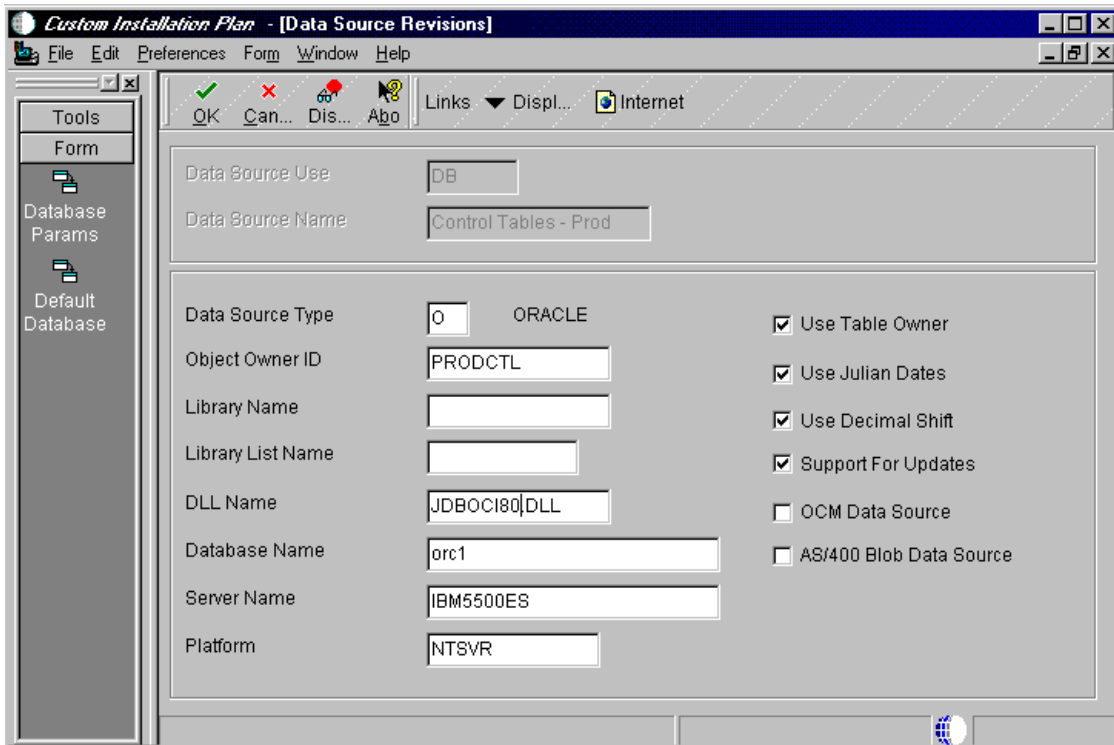 Custom Installation Plan - [Data Source Revisions]
File Edit Preferences Form Window Help
Tools
Form
Database Params
Default Database
OK Can... Dis... Abo Links Displ... Internet
Data Source Use DB
Data Source Name Control Tables - Prod
Data Source Type O ORACLE
Object Owner ID PRODCTL
Library Name
Library List Name
DLL Name JDBOCI80.DLL
Database Name orc1
Server Name IBM5500ES
Platform NTSVR
Use Table Owner
Use Julian Dates
Use Decimal Shift
Support For Updates
OCM Data Source
AS/400 Blob Data Source